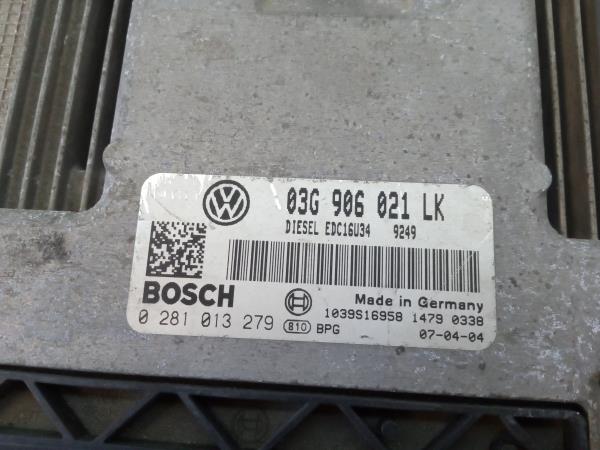 03G 906 021 LK
DIESEL EDC16U34 9249
BOSCH
Made in Germany
1039S16958 1479 0338
0 281 013 279 810 BPG
07-04-04